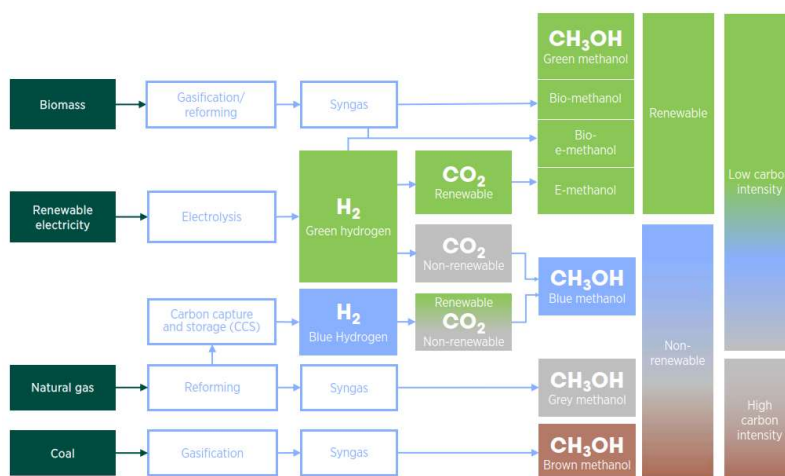 CH₃OH
Green methanol
Biomass
Gasification/
reforming
Syngas
Bio-methanol
Renewable
Bio-
e-methanol
Low carbon
intensity
Renewable
electricity
Electrolysis
H₂
Green hydrogen
CO₂
Renewable
E-methanol
CO₂
Non-renewable
CH₃OH
Blue methanol
Carbon capture
and storage (CCS)
H₂
Blue Hydrogen
Renewable
CO₂
Non-renewable
Non-
renewable
Natural gas
Reforming
Syngas
CH₃OH
Grey methanol
High
carbon
intensity
Coal
Gasification
Syngas
CH₃OH
Brown methanol